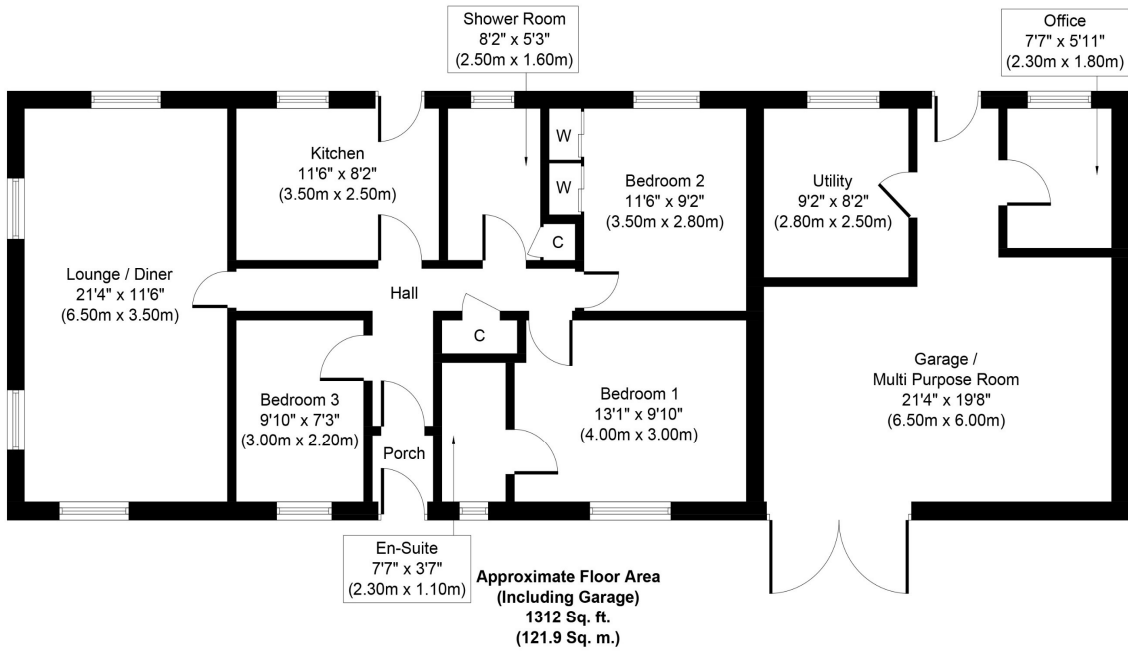 Shower Room
8'2" x 5'3"
(2.50m x 1.60m)
Office
7'7" x 5'11"
(2.30m x 1.80m)
Kitchen
11'6" x 8'2"
(3.50m x 2.50m)
W
W
C
Bedroom 2
11'6" x 9'2"
(3.50m x 2.80m)
Utility
9'2" x 8'2"
(2.80m x 2.50m)
Lounge / Diner
21'4" x 11'6"
(6.50m x 3.50m)
Hall
C
Bedroom 3
9'10" x 7'3"
(3.00m x 2.20m)
Porch
Bedroom 1
13'1" x 9'10"
(4.00m x 3.00m)
Garage /
Multi Purpose Room
21'4" x 19'8"
(6.50m x 6.00m)
En-Suite
7'7" x 3'7"
(2.30m x 1.10m)
Approximate Floor Area
(Including Garage)
1312 Sq. ft.
(121.9 Sq. m.)